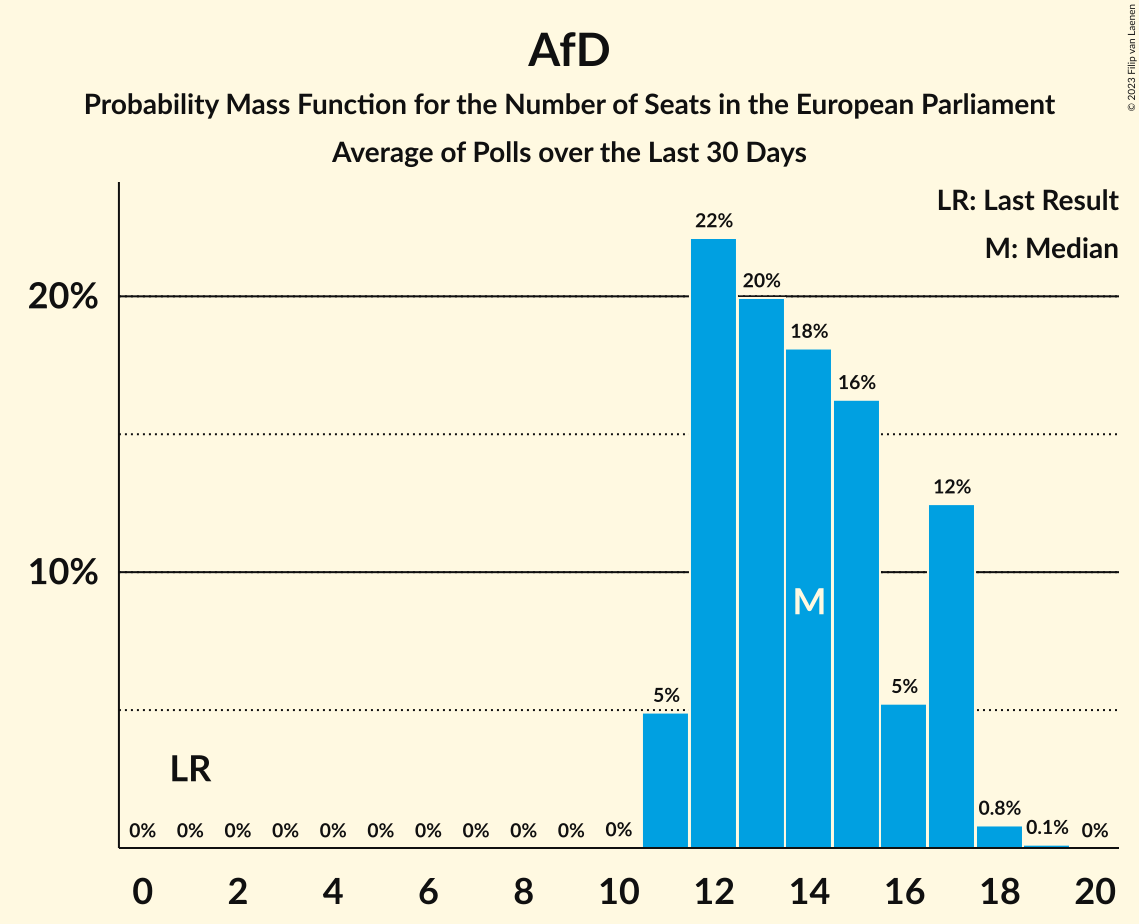 AfD
Probability Mass Function for the Number of Seats in the European Parliament
Average of Polls over the Last 30 Days
© 2023 Filip van Laenen
LR: Last Result
M: Median
22%
20%
20%
18%
16%
12%
10%
M
5%
5%
LR
0% 0% 0% 0% 0% 0% 0% 0% 0% 0% 0% 0.8% 0.1% 0%
0 2 4 6 8 10 12 14 16 18 20